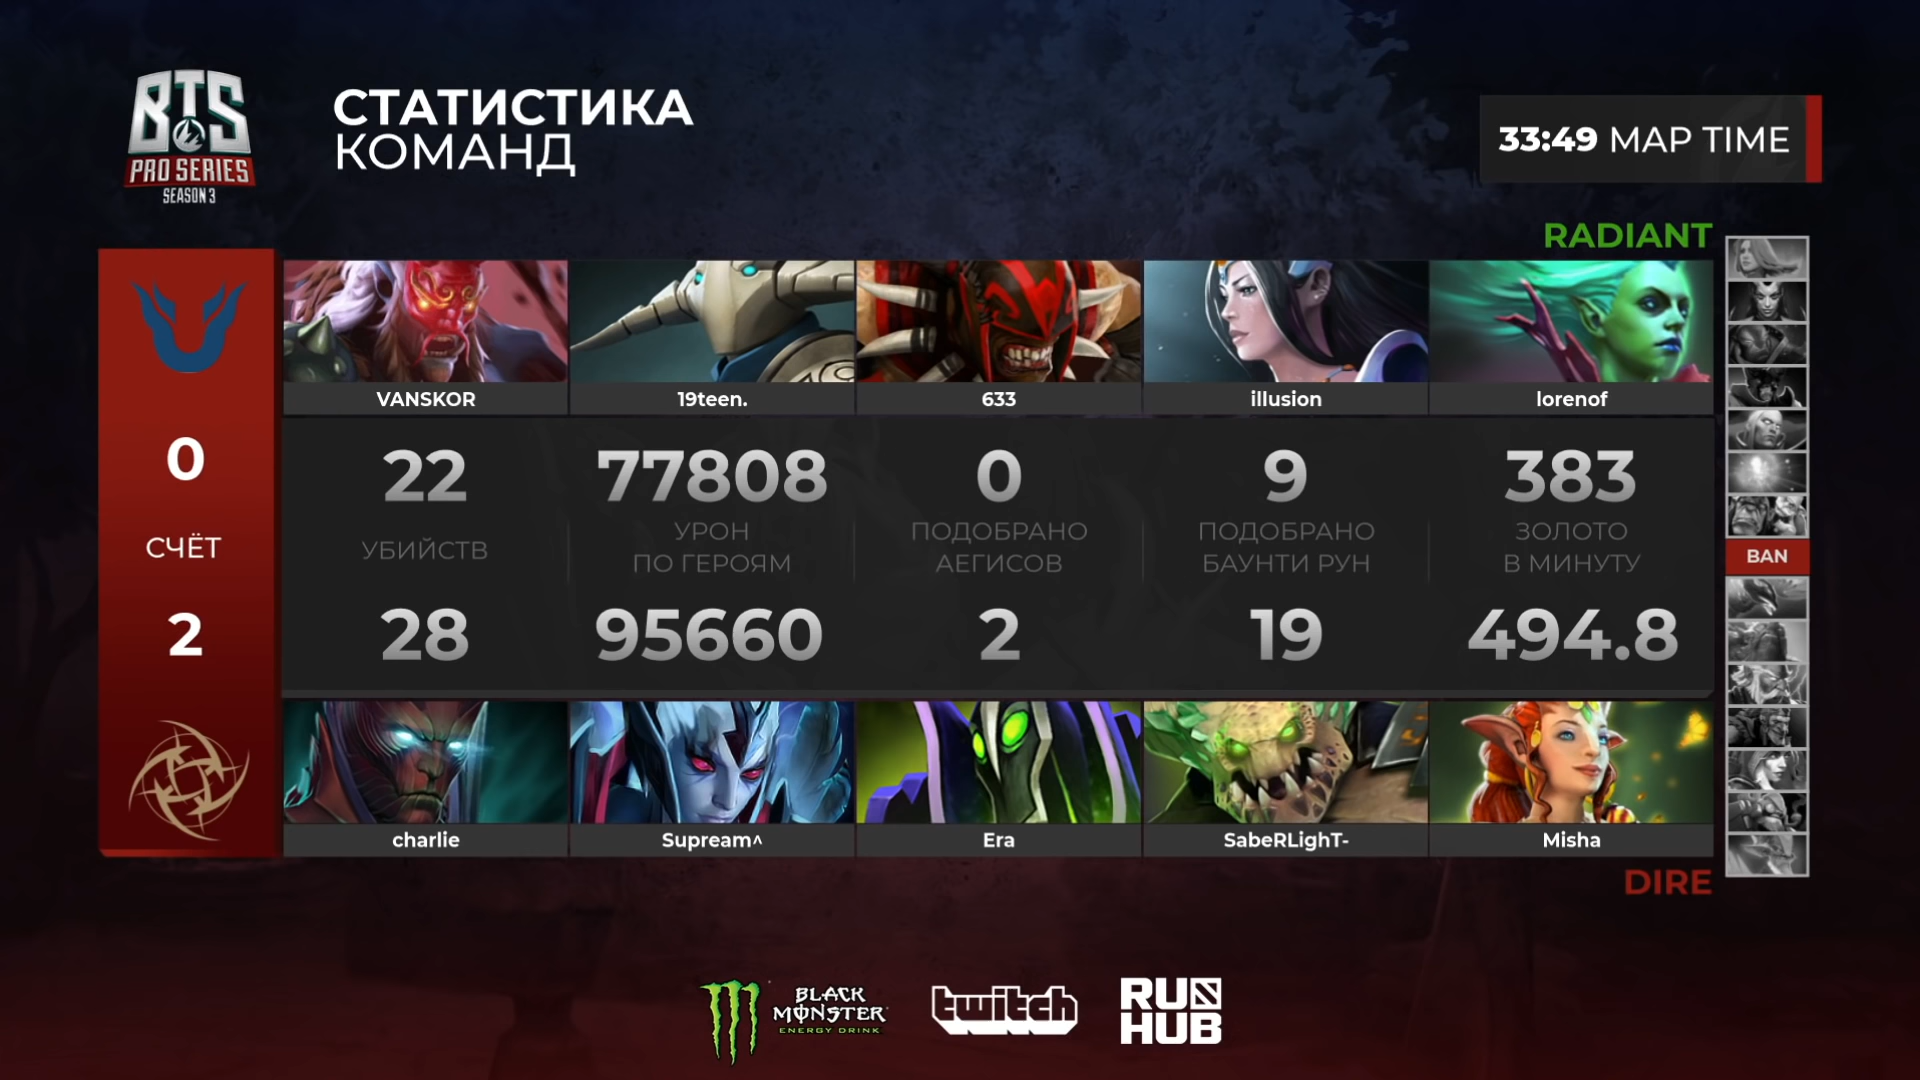 BTS
PRO SERIES
SEASON 3
СТАТИСТИКА
КОМАНД
33:49 MAP TIME
RADIANT
VANSKOR 19teen. 633 illusion lorenof
0
СЧЁТ
2
22 77808 0 9 383
УБИЙСТВ
УРОН
ПО ГЕРОЯМ
ПОДОБРАНО
АЕГИСОВ
ПОДОБРАНО
БАУНТИ РУН
ЗОЛОТО
В МИНУТУ
28 95660 2 19 494.8
BAN
charlie Supream^ Era SabeRLighT- Misha
DIRE
BLACK
MONSTER
ENERGY DRINK
twitch
RU
HUB